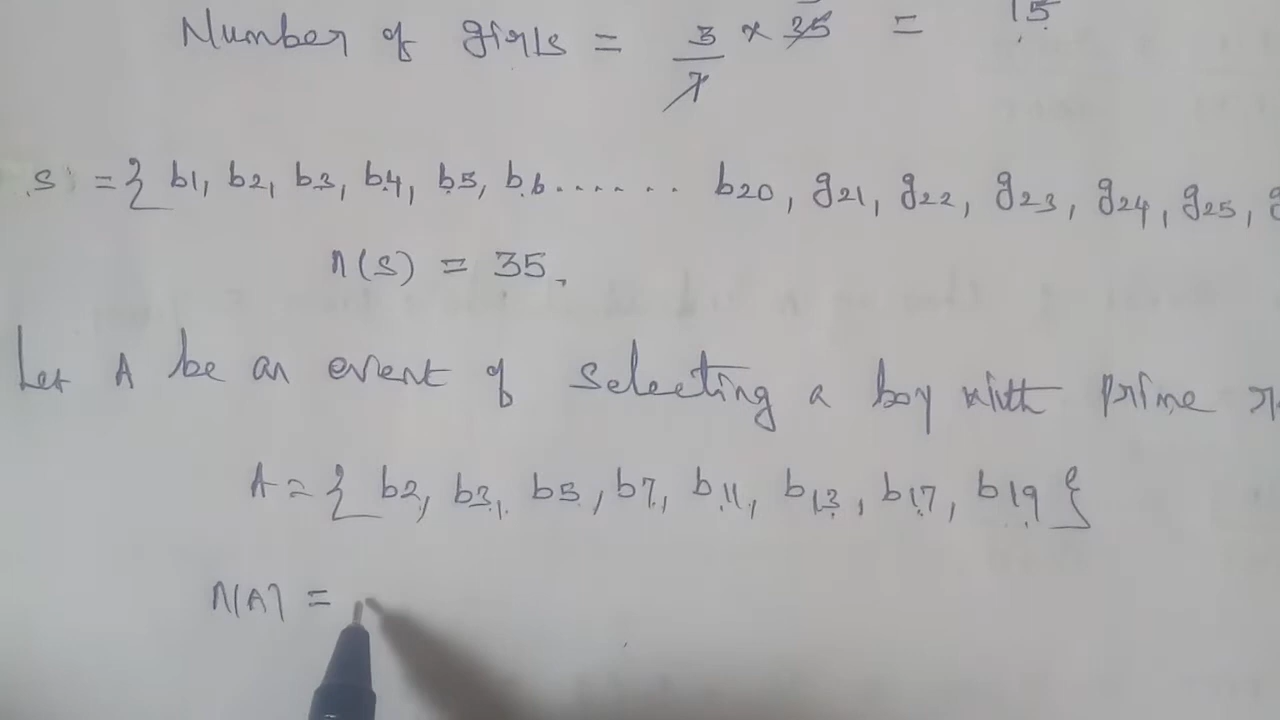 Number of girls = 3/7 × 35 = 15
S = { b1, b2, b3, b4, b5, b6....... b20, g21, g22, g23, g24, g25,
n(S) = 35.
Let A be an event of selecting a boy with prime
A = { b2, b3, b5, b7, b11, b13, b17, b19 }
n(A) =